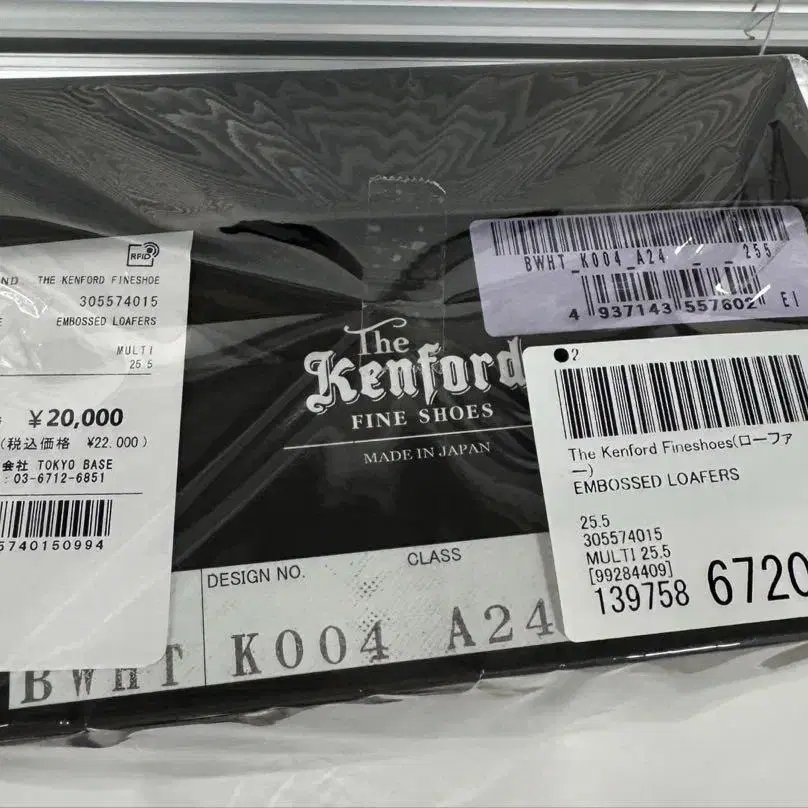 RFID
THE KENFORD FINESHOE
305574015
EMBOSSED LOAFERS
MULTI
25.5
¥20,000
(税込価格 ¥22.000)
会社 TOKYO BASE
: 03-6712-6851
5740150994
BWHT_K004_A24_ _ _255
4 937143 557602 EI
The
Kenford
FINE SHOES
MADE IN JAPAN
2
The Kenford Fineshoes(ローファ
ー)
EMBOSSED LOAFERS
25.5
305574015
MULTI 25.5
[99284409]
139758 6720
DESIGN NO.
CLASS
BWHT K004 A24